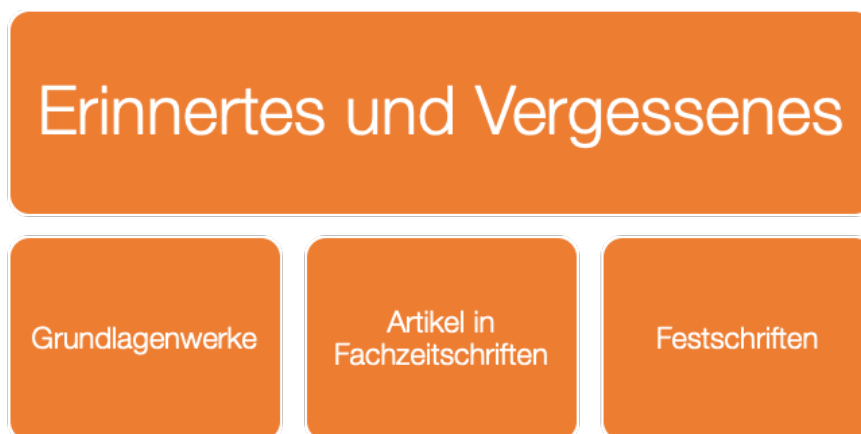 Erinnertes und Vergessenes
Grundlagenwerke
Artikel in
Fachzeitschriften
Festschriften